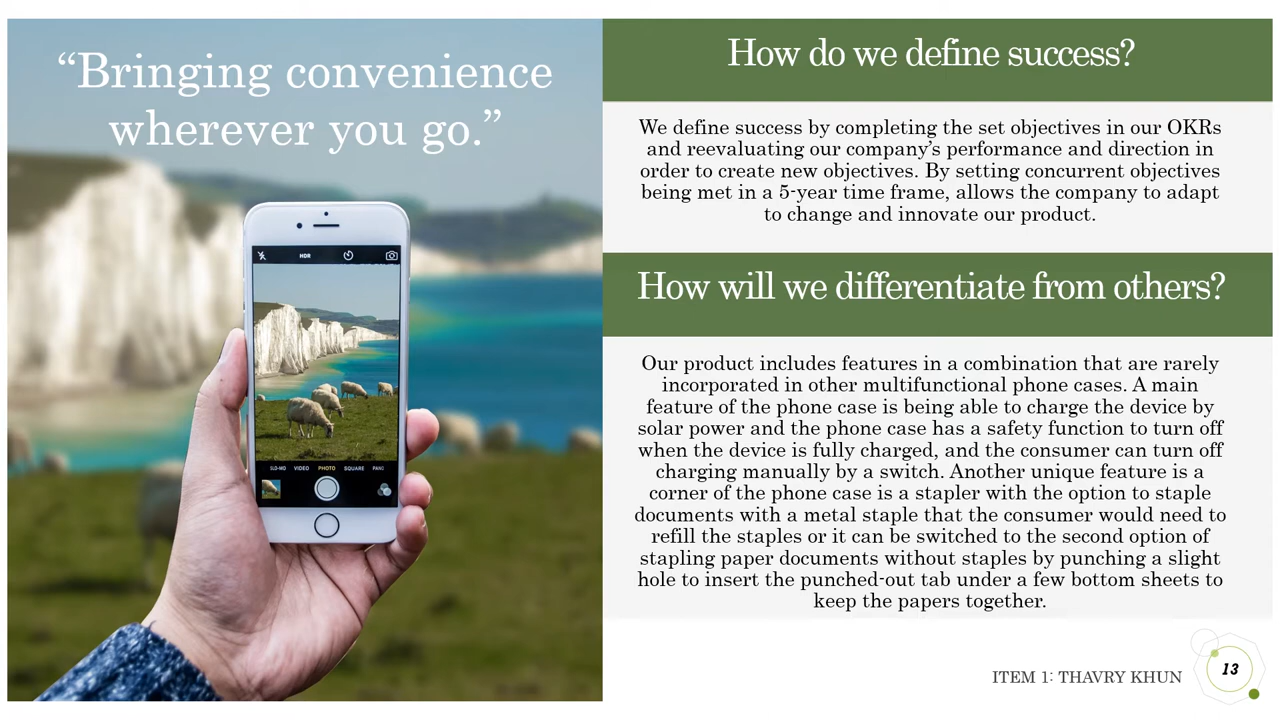 “Bringing convenience
wherever you go.”
HDR
SLO-MO VIDEO PHOTO SQUARE PANO
How do we define success?
We define success by completing the set objectives in our OKRs
and reevaluating our company’s performance and direction in
order to create new objectives. By setting concurrent objectives
being met in a 5-year time frame, allows the company to adapt
to change and innovate our product.
How will we differentiate from others?
Our product includes features in a combination that are rarely
incorporated in other multifunctional phone cases. A main
feature of the phone case is being able to charge the device by
solar power and the phone case has a safety function to turn off
when the device is fully charged, and the consumer can turn off
charging manually by a switch. Another unique feature is a
corner of the phone case is a stapler with the option to staple
documents with a metal staple that the consumer would need to
refill the staples or it can be switched to the second option of
stapling paper documents without staples by punching a slight
hole to insert the punched-out tab under a few bottom sheets to
keep the papers together.
ITEM 1: THAVRY KHUN
13